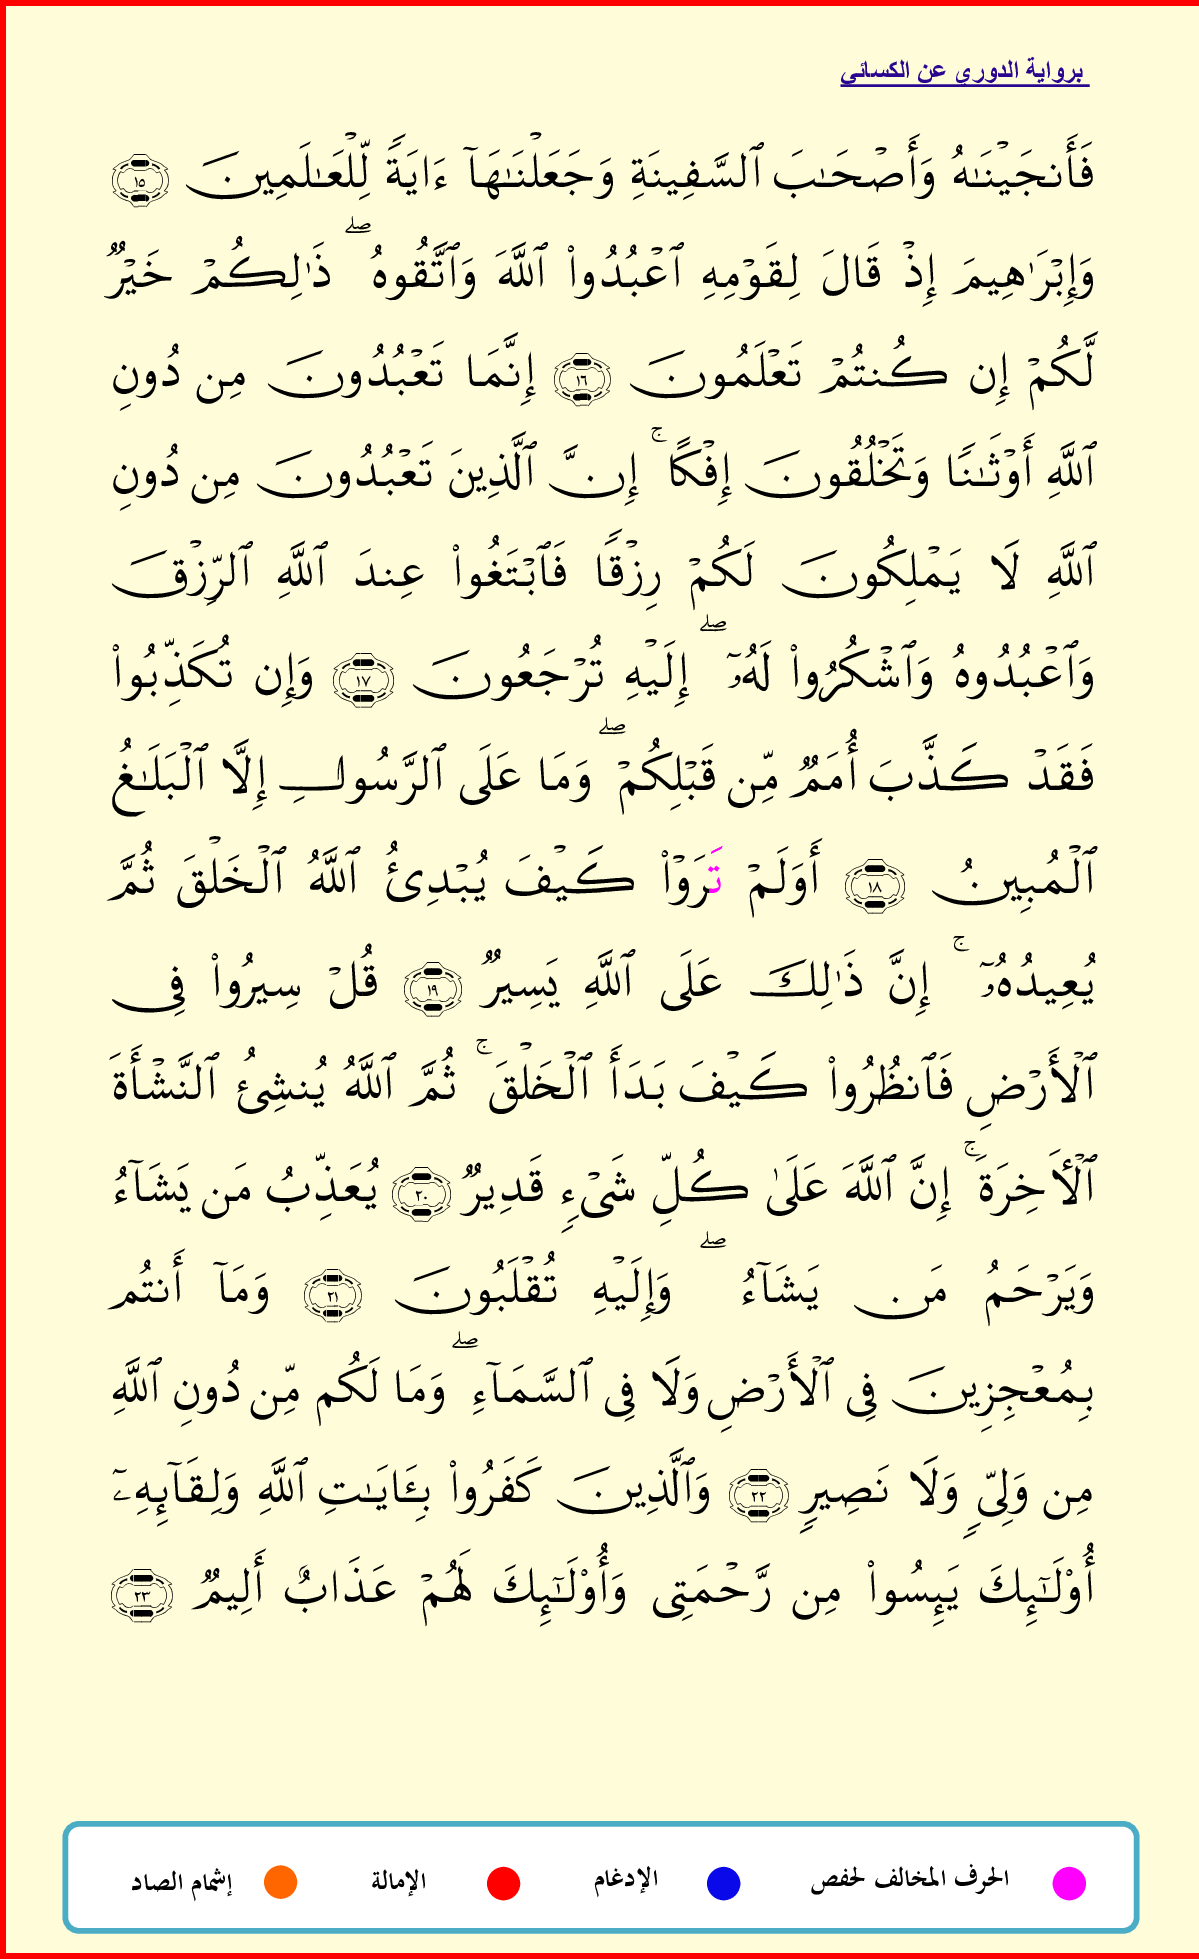 برواية الدوري عن الكسائي
فَأَنجَيْنَـٰهُ وَأَصْحَـٰبَ ٱلسَّفِينَةِ وَجَعَلْنَـٰهَآ ءَايَةً لِّلْعَـٰلَمِينَ ١٥
وَإِبْرَٰهِيمَ إِذْ قَالَ لِقَوْمِهِ ٱعْبُدُوا۟ ٱللَّهَ وَٱتَّقُوهُ ۖ ذَٰلِكُمْ خَيْرٌ
لَّكُمْ إِن كُنتُمْ تَعْلَمُونَ ١٦ إِنَّمَا تَعْبُدُونَ مِن دُونِ
ٱللَّهِ أَوْثَـٰنًا وَتَخْلُقُونَ إِفْكًا ۚ إِنَّ ٱلَّذِينَ تَعْبُدُونَ مِن دُونِ
ٱللَّهِ لَا يَمْلِكُونَ لَكُمْ رِزْقًا فَٱبْتَغُوا۟ عِندَ ٱللَّهِ ٱلرِّزْقَ
وَٱعْبُدُوهُ وَٱشْكُرُوا۟ لَهُۥٓ ۖ إِلَيْهِ تُرْجَعُونَ ١٧ وَإِن تُكَذِّبُوا۟
فَقَدْ كَذَّبَ أُمَمٌ مِّن قَبْلِكُمْ ۖ وَمَا عَلَى ٱلرَّسُولِ إِلَّا ٱلْبَلَـٰغُ
ٱلْمُبِينُ ١٨ أَوَلَمْ تَرَوْا۟ كَيْفَ يُبْدِئُ ٱللَّهُ ٱلْخَلْقَ ثُمَّ
يُعِيدُهُۥٓ ۚ إِنَّ ذَٰلِكَ عَلَى ٱللَّهِ يَسِيرٌ ١٩ قُلْ سِيرُوا۟ فِى
ٱلْأَرْضِ فَٱنظُرُوا۟ كَيْفَ بَدَأَ ٱلْخَلْقَ ۚ ثُمَّ ٱللَّهُ يُنشِئُ ٱلنَّشْأَةَ
ٱلْـَٔاخِرَةَ ۚ إِنَّ ٱللَّهَ عَلَىٰ كُلِّ شَىْءٍ قَدِيرٌ ٢٠ يُعَذِّبُ مَن يَشَآءُ
وَيَرْحَمُ مَن يَشَآءُ ۖ وَإِلَيْهِ تُقْلَبُونَ ٢١ وَمَآ أَنتُم
بِمُعْجِزِينَ فِى ٱلْأَرْضِ وَلَا فِى ٱلسَّمَآءِ ۖ وَمَا لَكُم مِّن دُونِ ٱللَّهِ
مِن وَلِىٍّ وَلَا نَصِيرٍ ٢٢ وَٱلَّذِينَ كَفَرُوا۟ بِـَٔايَـٰتِ ٱللَّهِ وَلِقَآئِهِۦٓ
أُو۟لَـٰٓئِكَ يَئِسُوا۟ مِن رَّحْمَتِى وَأُو۟لَـٰٓئِكَ لَهُمْ عَذَابٌ أَلِيمٌ ٢٣
الحرف المخالف لحفص الإدغام الإمالة إشمام الصاد